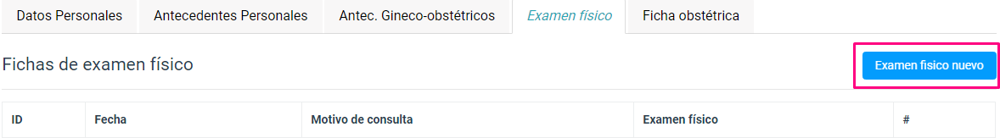 Datos Personales Antecedentes Personales Antec. Gineco-obstétricos Examen físico Ficha obstétrica
Fichas de examen físico Examen fisico nuevo
ID Fecha Motivo de consulta Examen físico #